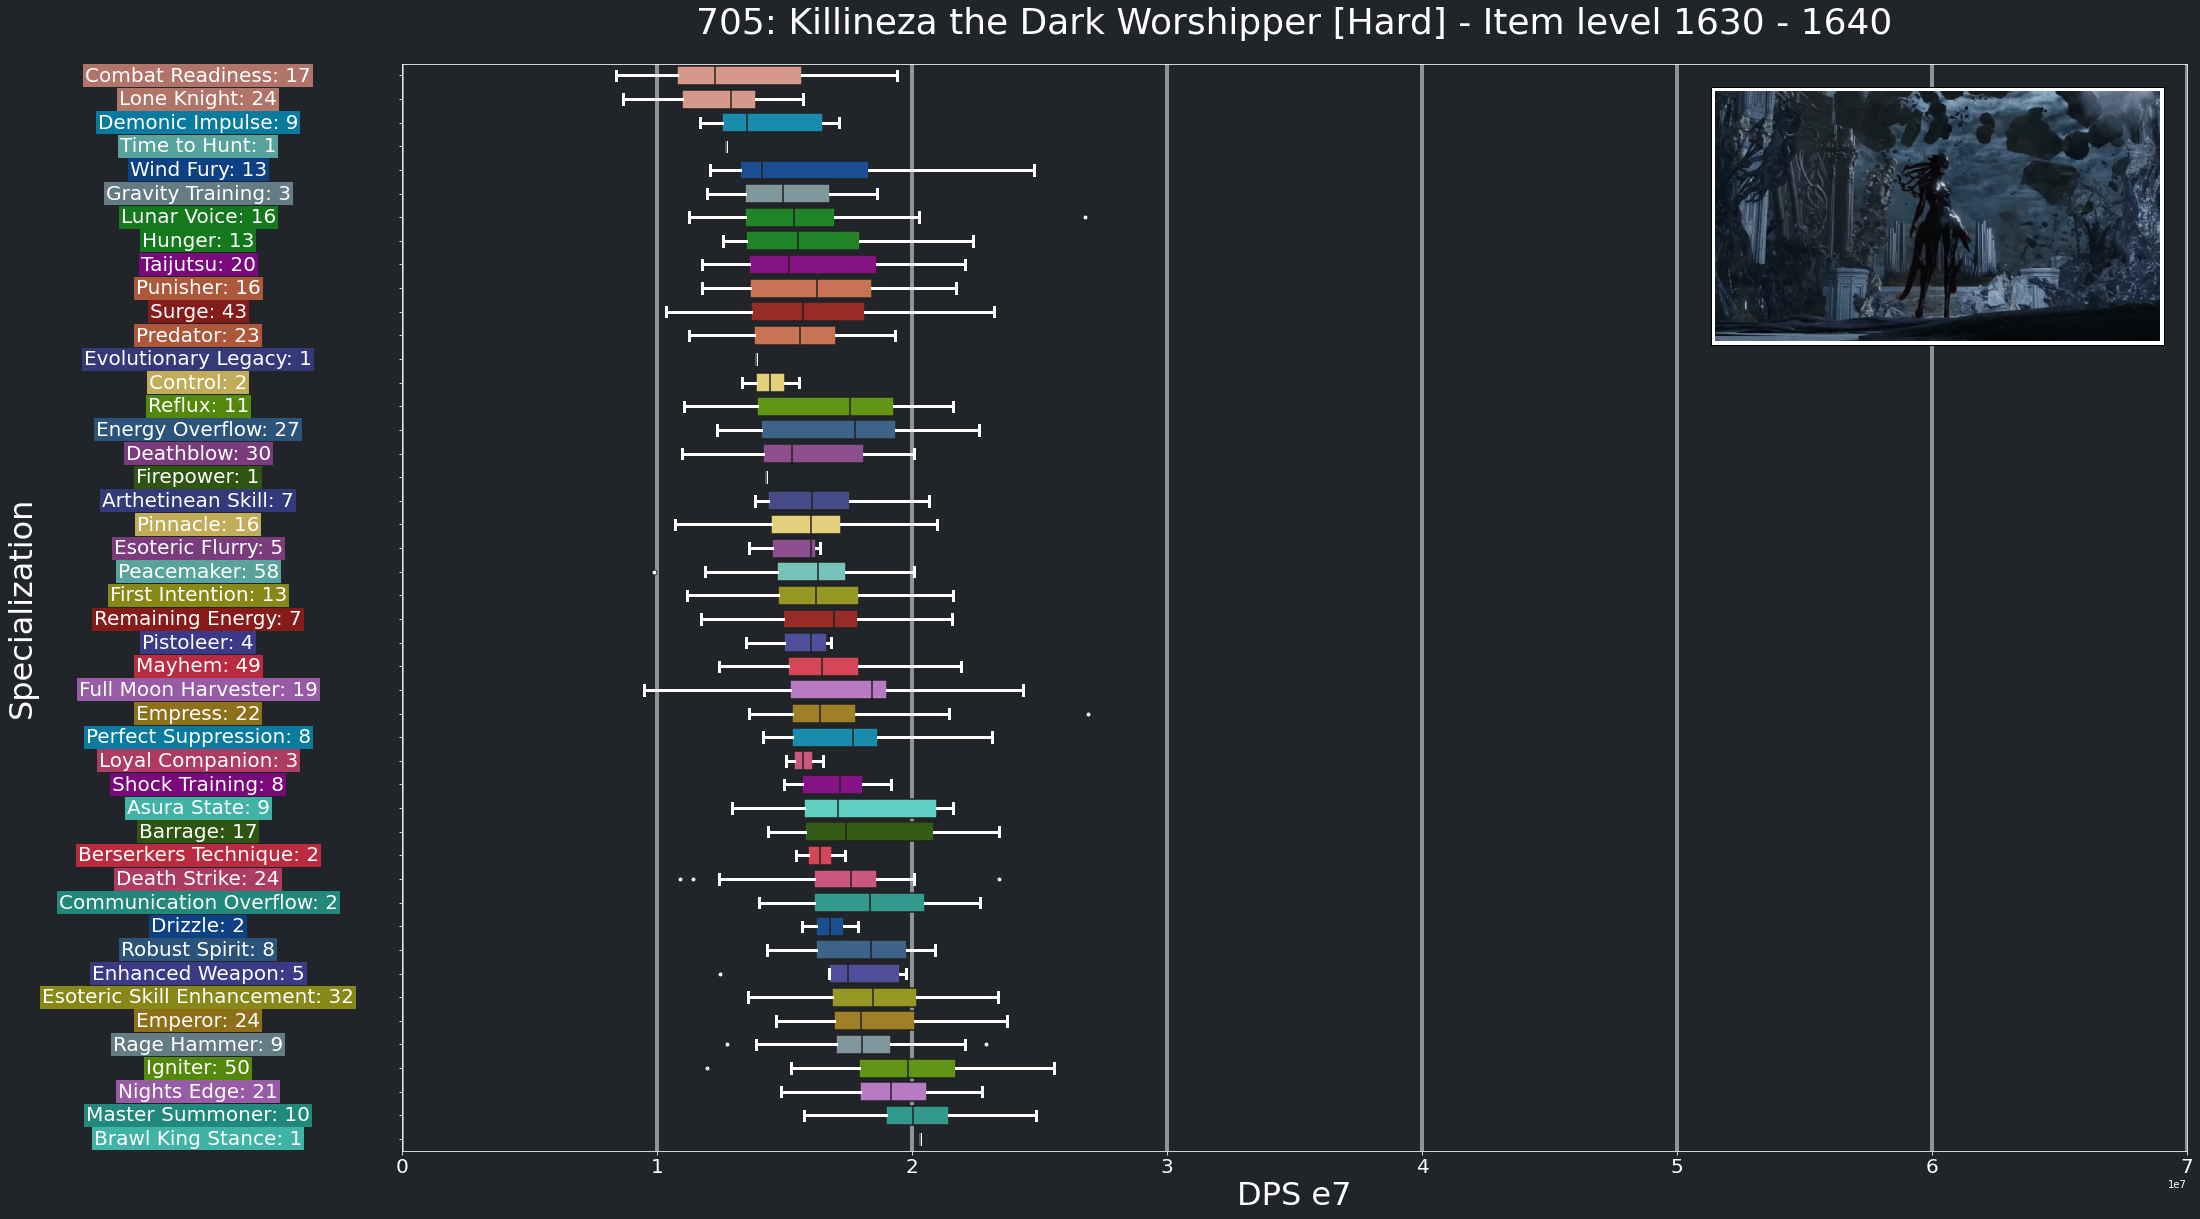 705: Killineza the Dark Worshipper [Hard] - Item level 1630 - 1640
Combat Readiness: 17
Lone Knight: 24
Demonic Impulse: 9
Time to Hunt: 1
Wind Fury: 13
Gravity Training: 3
Lunar Voice: 16
Hunger: 13
Taijutsu: 20
Punisher: 16
Surge: 43
Predator: 23
Evolutionary Legacy: 1
Control: 2
Reflux: 11
Energy Overflow: 27
Deathblow: 30
Firepower: 1
Arthetinean Skill: 7
Pinnacle: 16
Esoteric Flurry: 5
Peacemaker: 58
First Intention: 13
Remaining Energy: 7
Pistoleer: 4
Mayhem: 49
Full Moon Harvester: 19
Empress: 22
Perfect Suppression: 8
Loyal Companion: 3
Shock Training: 8
Asura State: 9
Barrage: 17
Berserkers Technique: 2
Death Strike: 24
Communication Overflow: 2
Drizzle: 2
Robust Spirit: 8
Enhanced Weapon: 5
Esoteric Skill Enhancement: 32
Emperor: 24
Rage Hammer: 9
Igniter: 50
Nights Edge: 21
Master Summoner: 10
Brawl King Stance: 1
Specialization
0 1 2 3 4 5 6 7
1e7
DPS e7